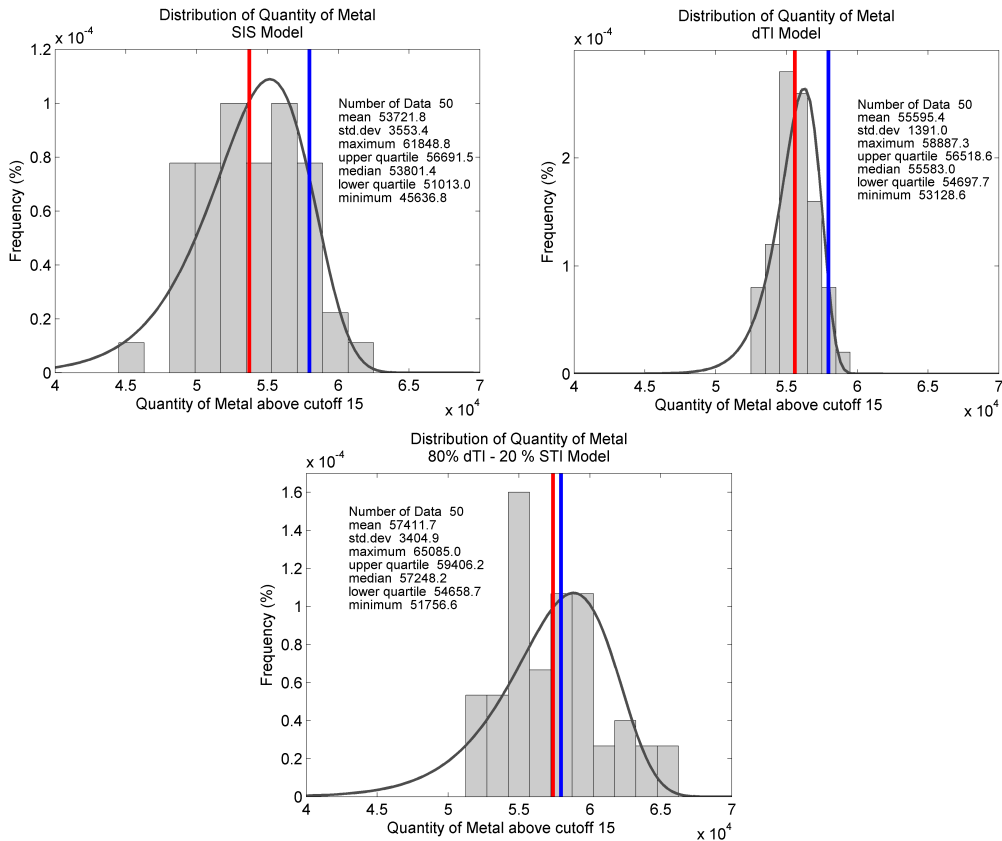 Distribution of Quantity of Metal
SIS Model
x 10^-4
1.2
1
0.8
0.6
0.4
0.2
0
Frequency (%)
Number of Data 50
mean 53721.8
std.dev 3553.4
maximum 61848.8
upper quartile 56691.5
median 53801.4
lower quartile 51013.0
minimum 45636.8
4 4.5 5 5.5 6 6.5 7
Quantity of Metal above cutoff 15
x 10^4
Distribution of Quantity of Metal
dTI Model
x 10^-4
2
1
0
Frequency (%)
Number of Data 50
mean 55595.4
std.dev 1391.0
maximum 58887.3
upper quartile 56518.6
median 55583.0
lower quartile 54697.7
minimum 53128.6
4 4.5 5 5.5 6 6.5 7
Quantity of Metal above cutoff 15
x 10^4
Distribution of Quantity of Metal
80% dTI - 20 % STI Model
x 10^-4
1.6
1.4
1.2
1
0.8
0.6
0.4
0.2
0
Frequency (%)
Number of Data 50
mean 57411.7
std.dev 3404.9
maximum 65085.0
upper quartile 59406.2
median 57248.2
lower quartile 54658.7
minimum 51756.6
4 4.5 5 5.5 6 6.5 7
Quantity of Metal above cutoff 15
x 10^4